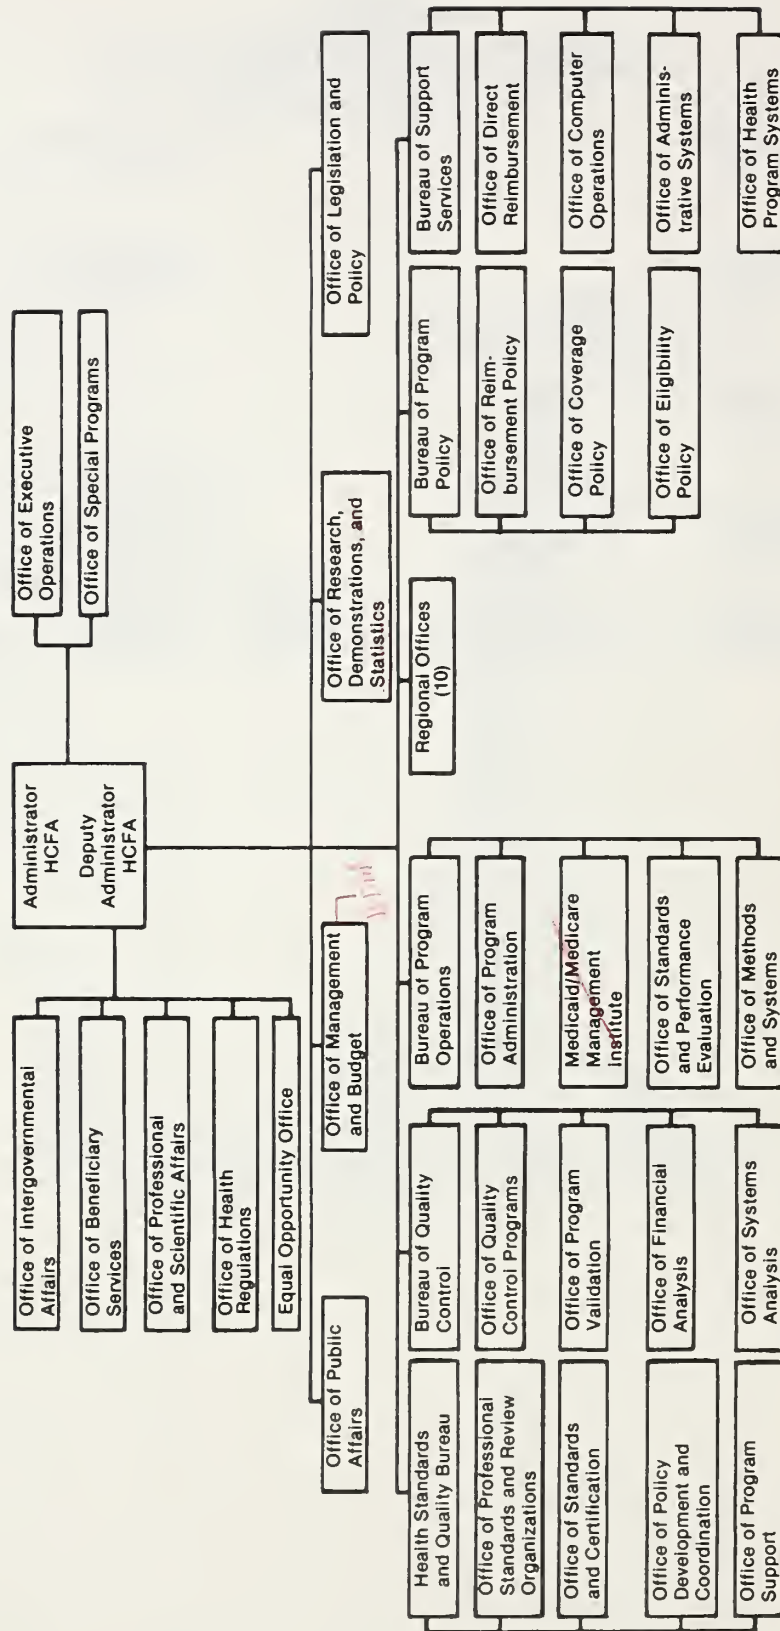 Administrator
HCFA
Deputy
Administrator
HCFA
Office of Intergovernmental
Affairs
Office of Beneficiary
Services
Office of Professional
and Scientific Affairs
Office of Health
Regulations
Equal Opportunity Office
Office of Executive
Operations
Office of Special Programs
Office of Public
Affairs
Office of Management
and Budget
Office of Research,
Demonstrations, and
Statistics
Office of Legislation and
Policy
Health Standards
and Quality Bureau
Office of Professional
Standards and Review
Organizations
Office of Standards
and Certification
Office of Policy
Development and
Coordination
Office of Program
Support
Bureau of Quality
Control
Office of Quality
Control Programs
Office of Program
Validation
Office of Financial
Analysis
Office of Systems
Analysis
Bureau of Program
Operations
Office of Program
Administration
Medicaid/Medicare
Management
Institute
Office of Standards
and Performance
Evaluation
Office of Methods
and Systems
Regional Offices
(10)
Bureau of Program
Policy
Office of Reim-
bursement Policy
Office of Coverage
Policy
Office of Eligibility
Policy
Bureau of Support
Services
Office of Direct
Reimbursement
Office of Computer
Operations
Office of Adminis-
trative Systems
Office of Health
Program Systems